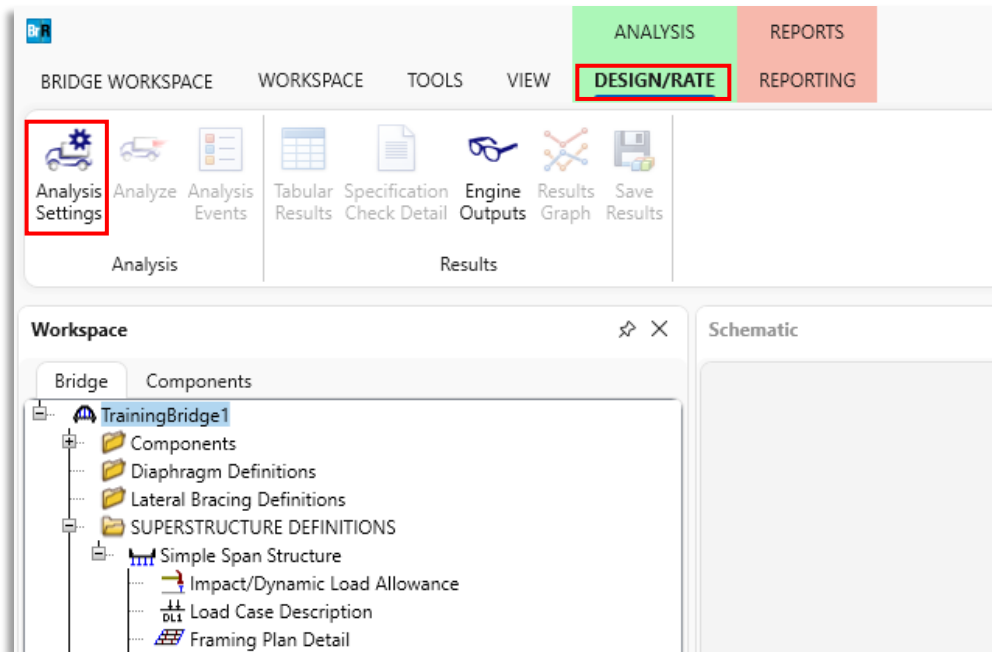 BrR
ANALYSIS REPORTS
BRIDGE WORKSPACE WORKSPACE TOOLS VIEW DESIGN/RATE REPORTING
Analysis Analyze Analysis Tabular Specification Engine Results Save
Settings Events Results Check Detail Outputs Graph Results
Analysis Results
Workspace Schematic
Bridge Components
TrainingBridge1
Components
Diaphragm Definitions
Lateral Bracing Definitions
SUPERSTRUCTURE DEFINITIONS
Simple Span Structure
Impact/Dynamic Load Allowance
DL1 Load Case Description
Framing Plan Detail